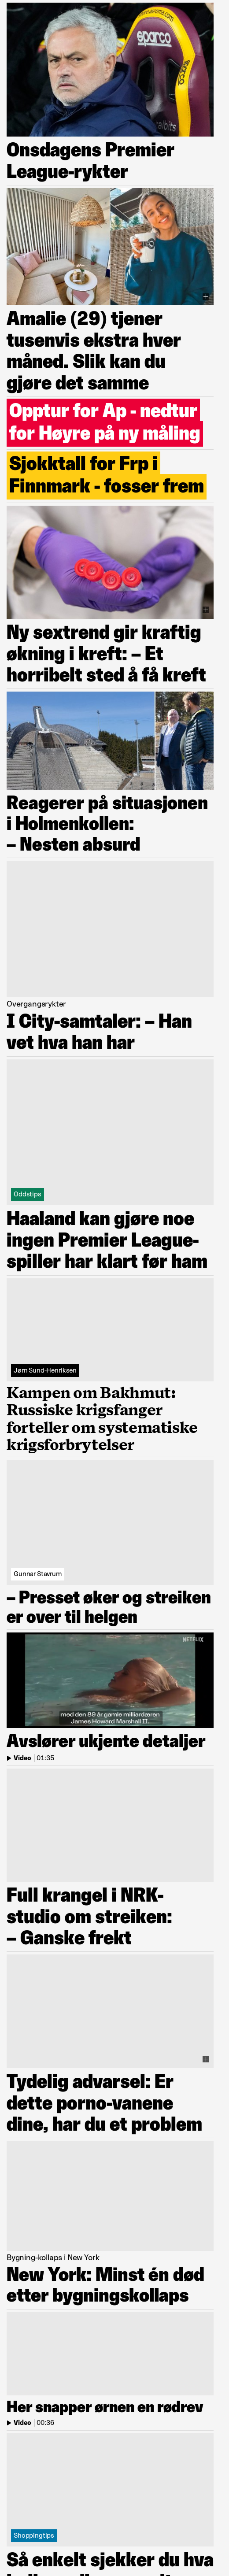 sparco
Onsdagens Premier
League-rykter
Amalie (29) tjener
tusenvis ekstra hver
måned. Slik kan du
gjøre det samme
Opptur for Ap - nedtur
for Høyre på ny måling
Sjokktall for Frp i
Finnmark - fosser frem
Ny sextrend gir kraftig
økning i kreft: – Et
horribelt sted å få kreft
Reagerer på situasjonen
i Holmenkollen:
– Nesten absurd
Overgangsrykter
I City-samtaler: – Han
vet hva han har
Oddstips
Haaland kan gjøre noe
ingen Premier League-
spiller har klart før ham
Jørn Sund-Henriksen
Kampen om Bakhmut:
Russiske krigsfanger
forteller om systematiske
krigsforbrytelser
Gunnar Stavrum
– Presset øker og streiken
er over til helgen
NETFLIX
med den 89 år gamle milliardæren
James Howard Marshall II.
Avslører ukjente detaljer
Video | 01:35
Full krangel i NRK-
studio om streiken:
– Ganske frekt
Tydelig advarsel: Er
dette porno-vanene
dine, har du et problem
Bygning-kollaps i New York
New York: Minst én død
etter bygningskollaps
Her snapper ørnen en rødrev
Video | 00:36
Shoppingtips
Så enkelt sjekker du hva